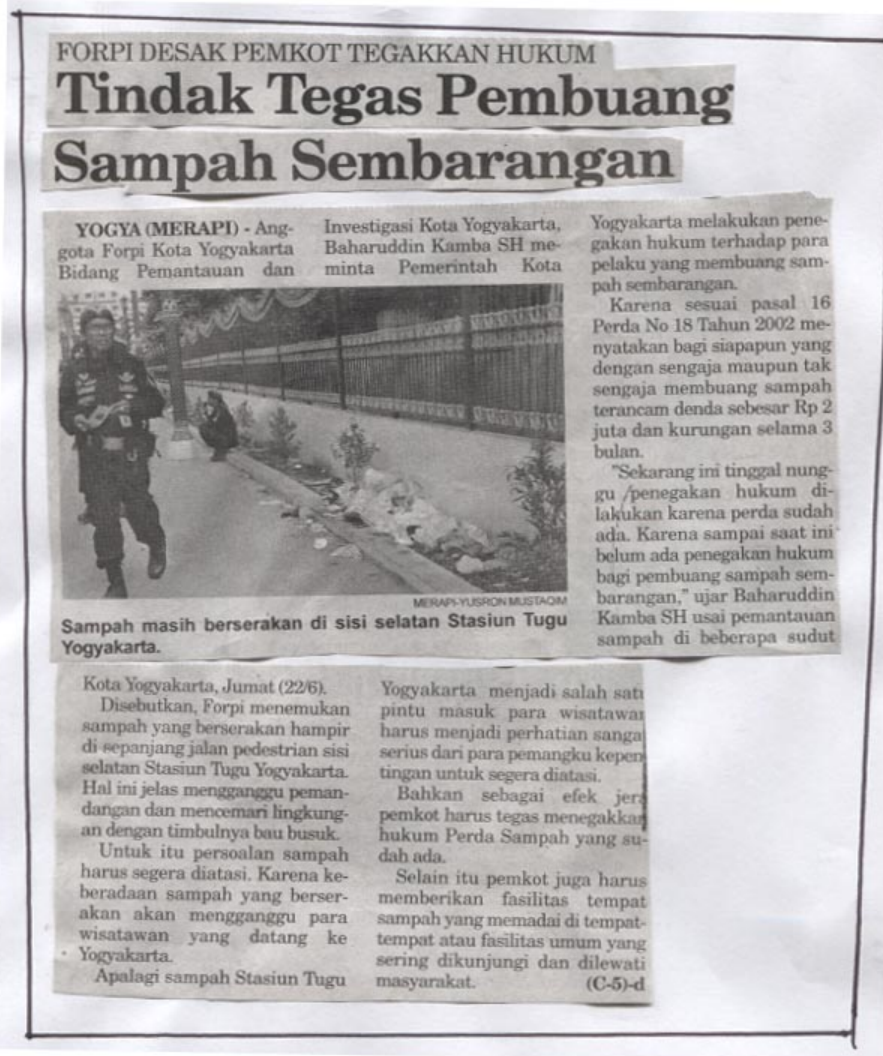 FORPI DESAK PEMKOT TEGAKKAN HUKUM
Tindak Tegas Pembuang
Sampah Sembarangan
YOGYA (MERAPI) - Ang-
gota Forpi Kota Yogyakarta
Bidang Pemantauan dan
Investigasi Kota Yogyakarta,
Baharuddin Kamba SH me-
minta Pemerintah Kota
Yogyakarta melakukan pene-
gakan hukum terhadap para
pelaku yang membuang sam-
pah sembarangan.
Karena sesuai pasal 16
Perda No 18 Tahun 2002 me-
nyatakan bagi siapapun yang
dengan sengaja maupun tak
sengaja membuang sampah
terancam denda sebesar Rp 2
juta dan kurungan selama 3
bulan.
"Sekarang ini tinggal nung-
gu penegakan hukum di-
lakukan karena perda sudah
ada. Karena sampai saat ini
belum ada penegakan hukum
bagi pembuang sampah sem-
barangan," ujar Baharuddin
Kamba SH usai pemantauan
sampah di beberapa sudut
MERAPI-YUSRON MUSTAQIM
Sampah masih berserakan di sisi selatan Stasiun Tugu
Yogyakarta.
Kota Yogyakarta, Jumat (22/6).
Disebutkan, Forpi menemukan
sampah yang berserakan hampir
di sepanjang jalan pedestrian sisi
selatan Stasiun Tugu Yogyakarta.
Hal ini jelas mengganggu peman-
dangan dan mencemari lingkung-
an dengan timbulnya bau busuk.
Untuk itu persoalan sampah
harus segera diatasi. Karena ke-
beradaan sampah yang berser-
akan akan mengganggu para
wisatawan yang datang ke
Yogyakarta.
Apalagi sampah Stasiun Tugu
Yogyakarta menjadi salah satu
pintu masuk para wisatawan
harus menjadi perhatian sanga
serius dari para pemangku kepen
tingan untuk segera diatasi.
Bahkan sebagai efek jera
pemkot harus tegas menegakkan
hukum Perda Sampah yang su-
dah ada.
Selain itu pemkot juga harus
memberikan fasilitas tempat
sampah yang memadai di tempat-
tempat atau fasilitas umum yang
sering dikunjungi dan dilewati
masyarakat. (C-5)-d